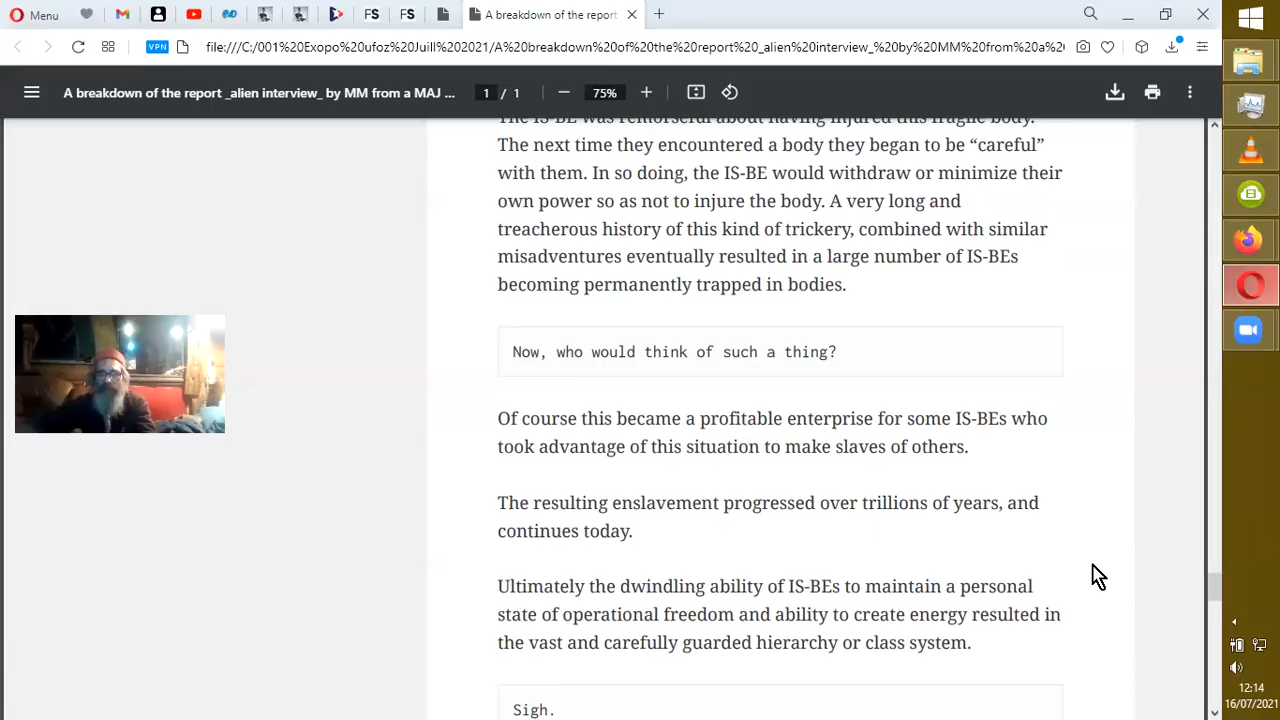 Menu
FS
FS
A breakdown of the report
VPN
file:///C:/001%20Exopo%20ufoz%20Juill%202021/A%20breakdown%20of%20the%20report%20_alien%20interview_%20by%20MM%20from%20a%20
A breakdown of the report _alien interview_ by MM from a MAJ ...
1 / 1
75%
The IS-BE was remorseful about having injured this fragile body.
The next time they encountered a body they began to be “careful”
with them. In so doing, the IS-BE would withdraw or minimize their
own power so as not to injure the body. A very long and
treacherous history of this kind of trickery, combined with similar
misadventures eventually resulted in a large number of IS-BEs
becoming permanently trapped in bodies.
Now, who would think of such a thing?
Of course this became a profitable enterprise for some IS-BEs who
took advantage of this situation to make slaves of others.
The resulting enslavement progressed over trillions of years, and
continues today.
Ultimately the dwindling ability of IS-BEs to maintain a personal
state of operational freedom and ability to create energy resulted in
the vast and carefully guarded hierarchy or class system.
Sigh.
12:14
16/07/2021